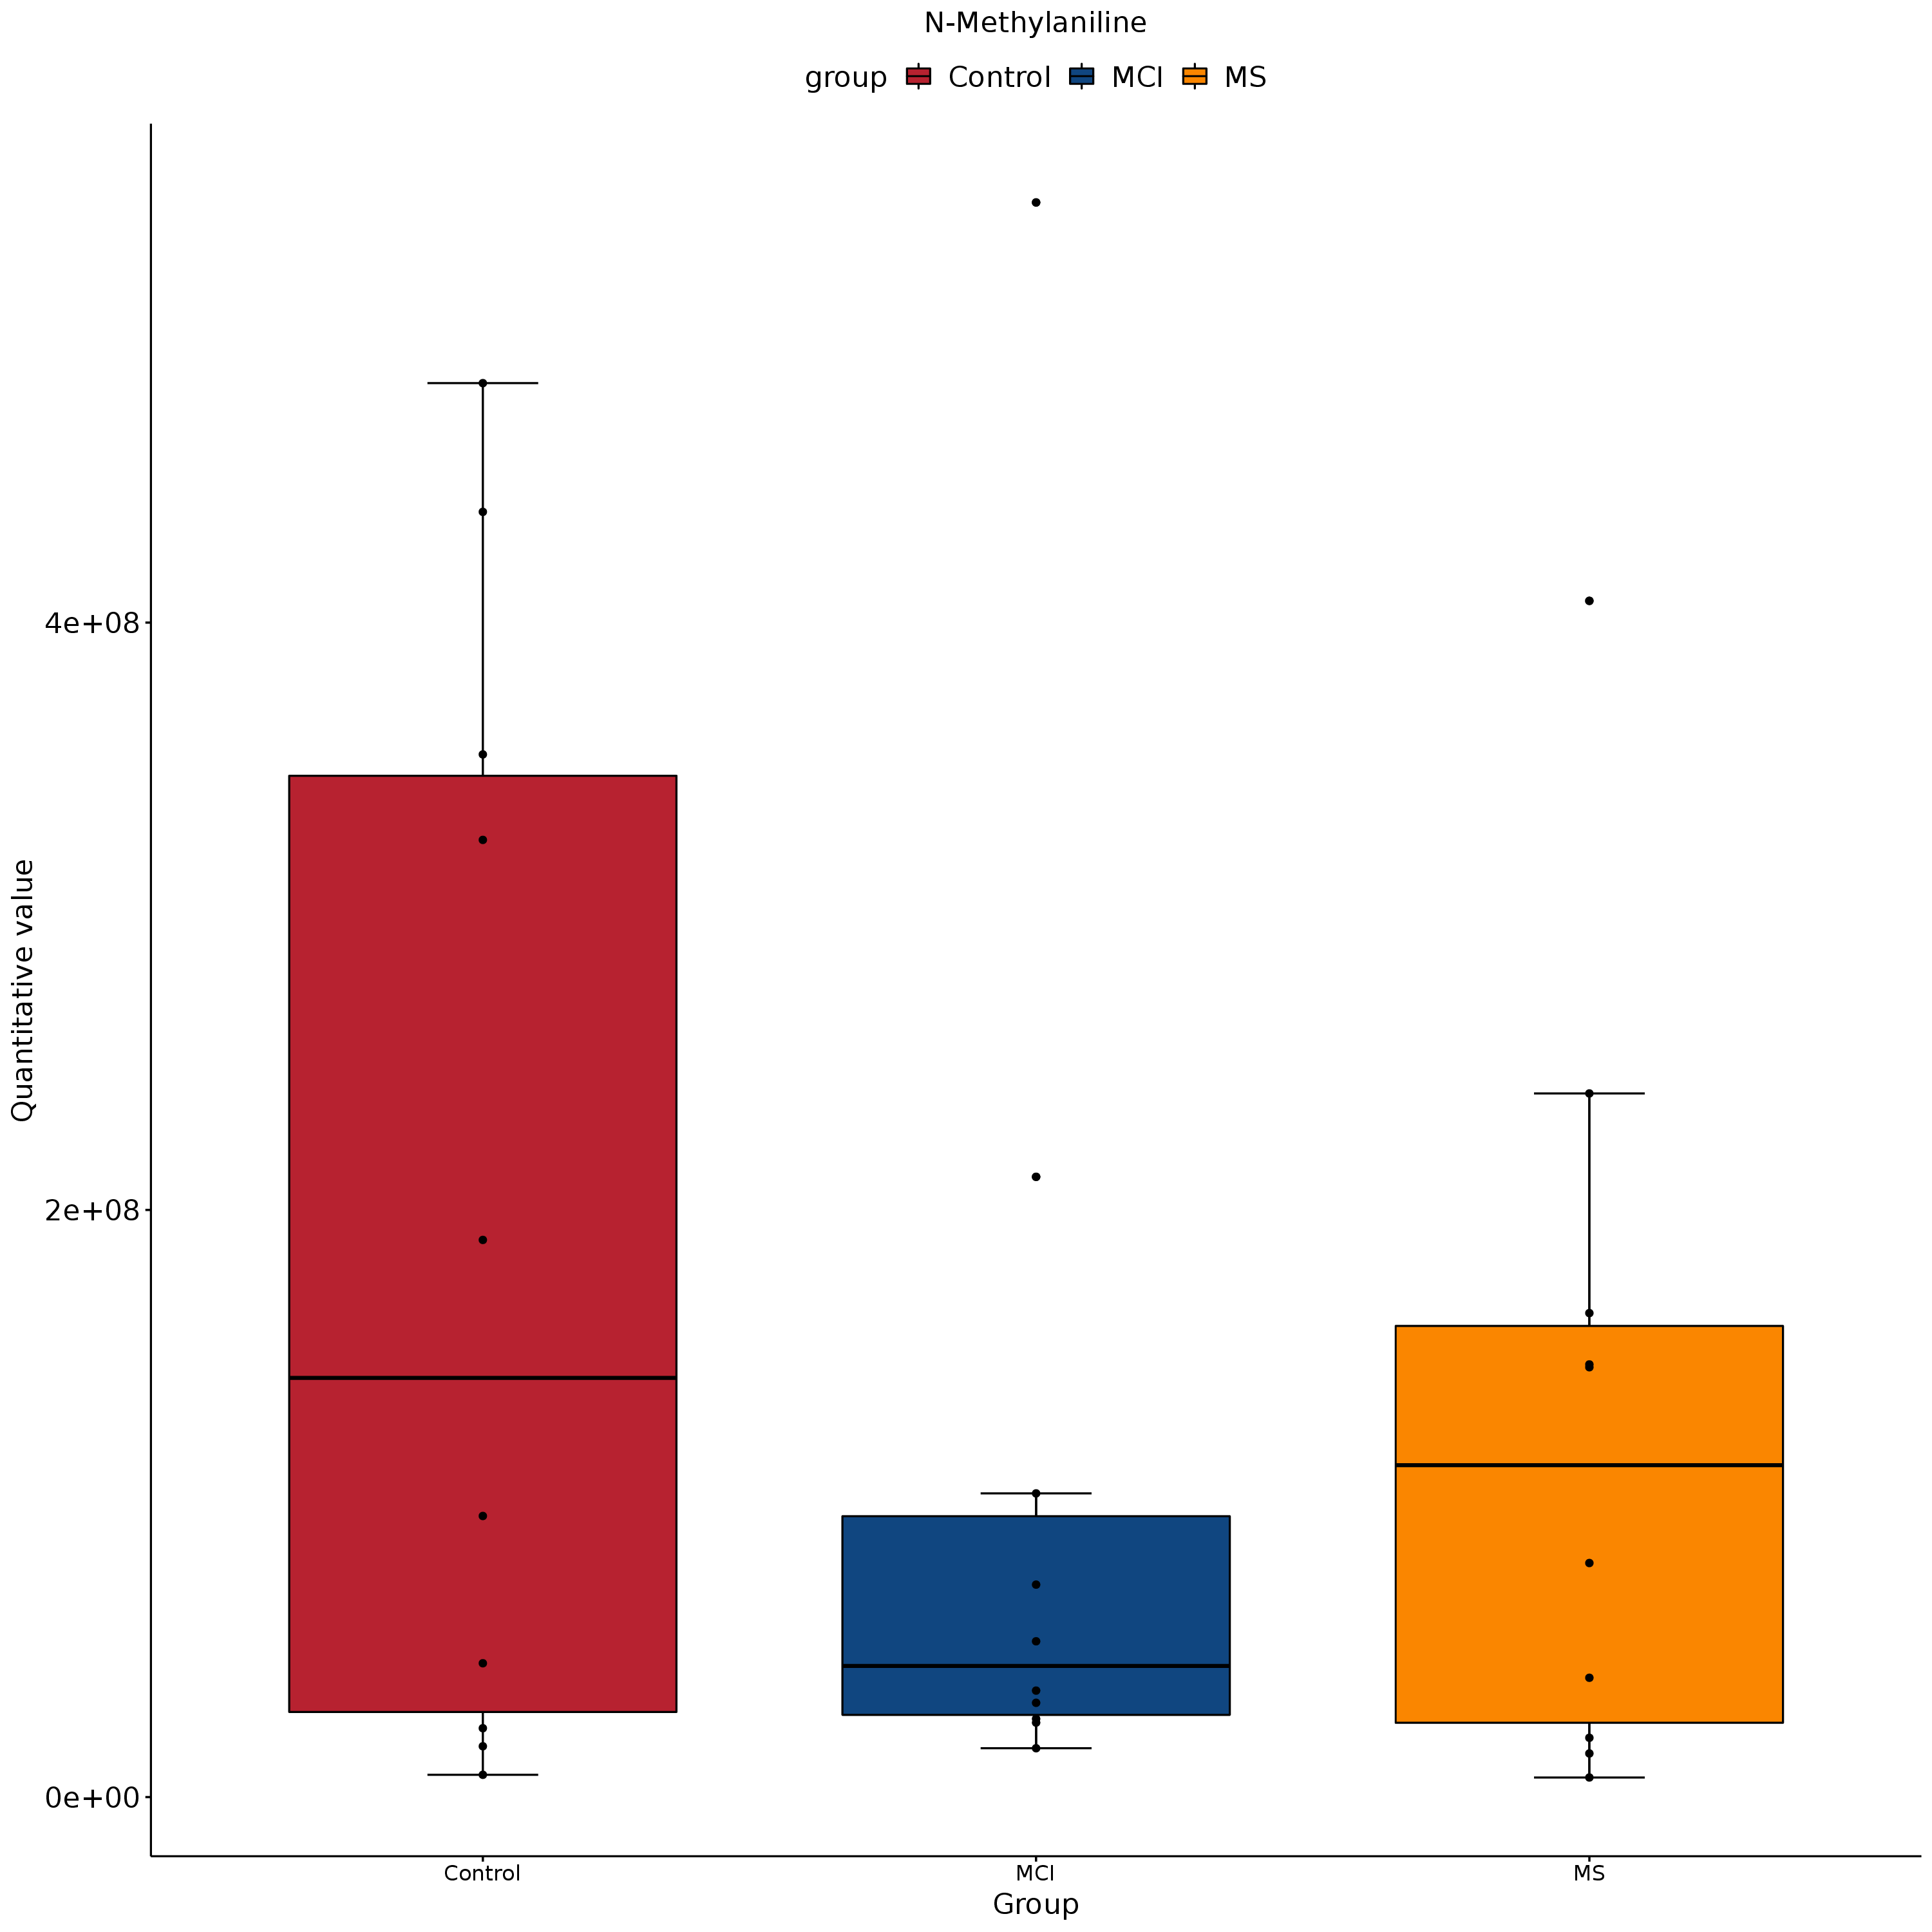 N-Methylaniline
group Control MCI MS
Quantitative value
4e+08
2e+08
0e+00
Control MCI MS
Group